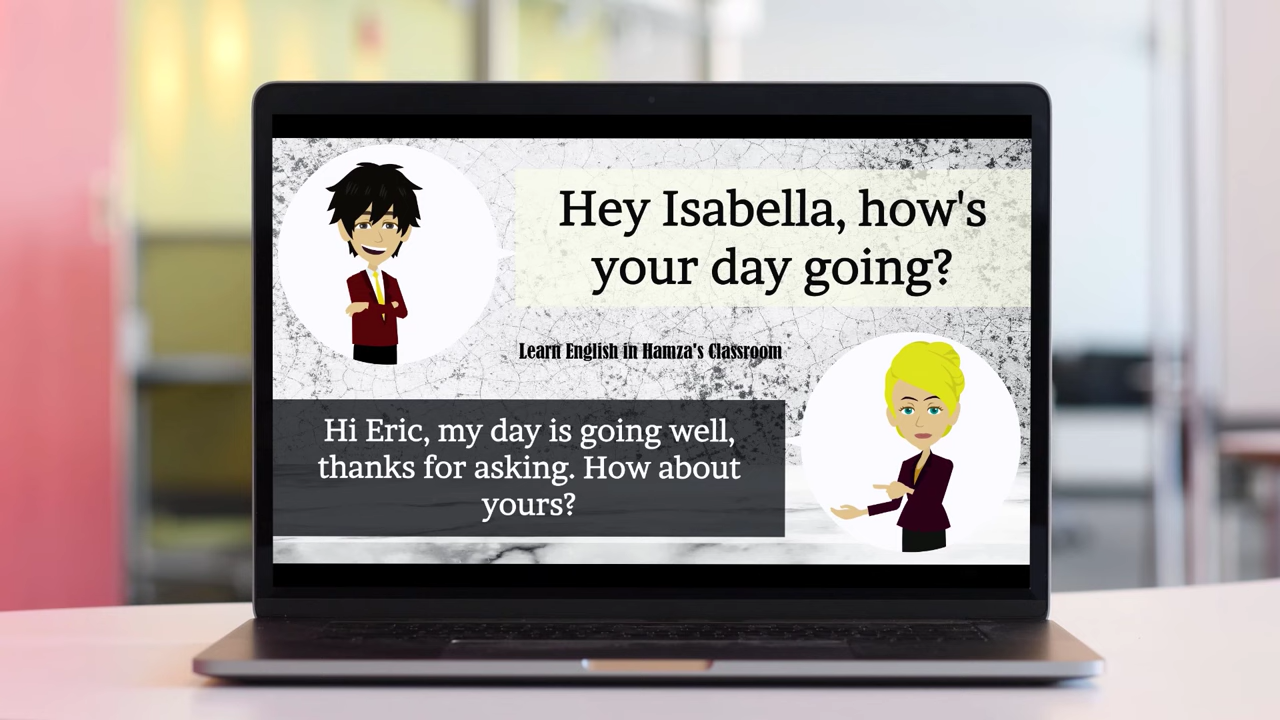 Hey Isabella, how's
your day going?
Learn English in Hamza's Classroom
Hi Eric, my day is going well,
thanks for asking. How about
yours?